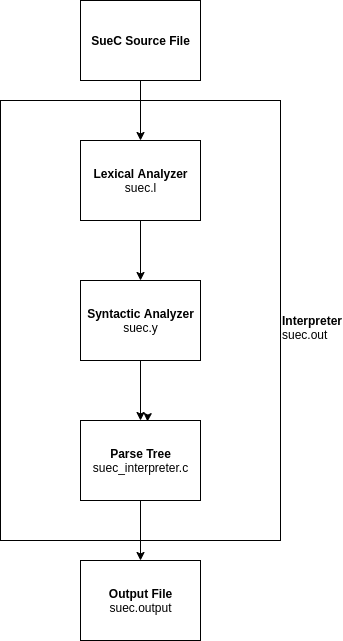 SueC Source File
Lexical Analyzer
suec.l
Syntactic Analyzer
suec.y
Interpreter
suec.out
Parse Tree
suec_interpreter.c
Output File
suec.output